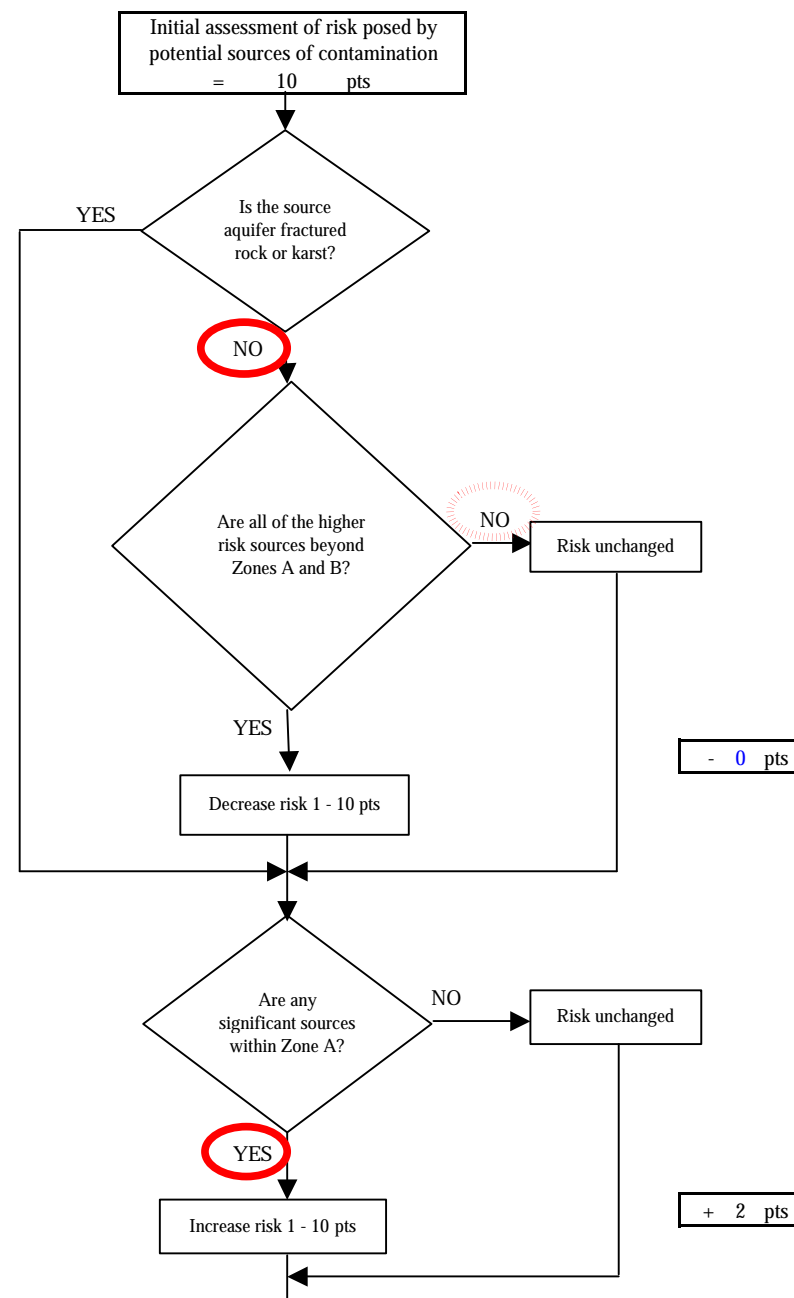 Initial assessment of risk posed by
potential sources of contamination
= 10 pts
YES
Is the source
aquifer fractured
rock or karst?
NO
Are all of the higher
risk sources beyond
Zones A and B?
NO
Risk unchanged
YES
- 0 pts
Decrease risk 1 - 10 pts
Are any
significant sources
within Zone A?
NO
Risk unchanged
YES
Increase risk 1 - 10 pts
+ 2 pts